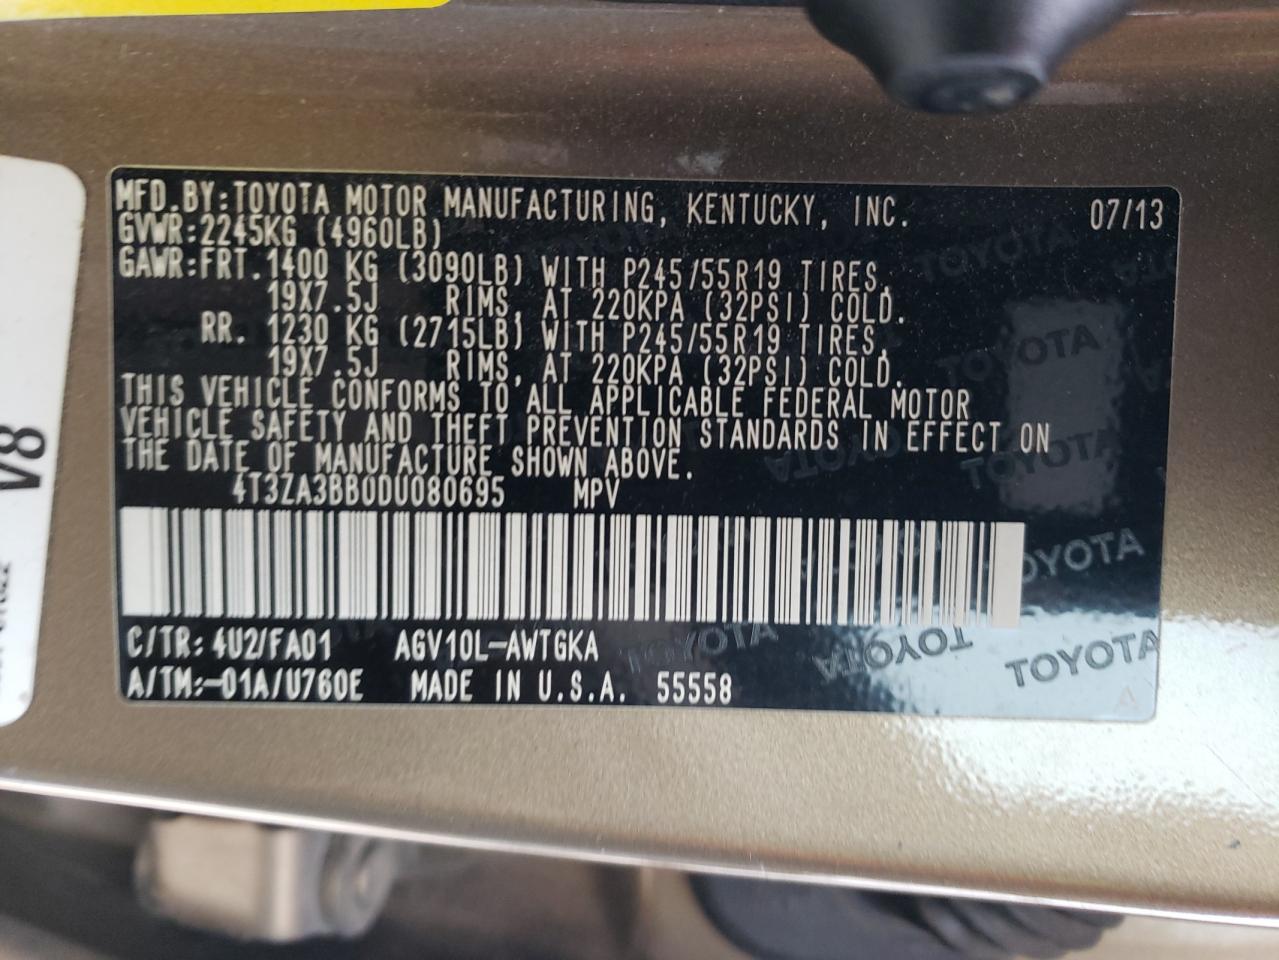 MFD.BY:TOYOTA MOTOR MANUFACTURING, KENTUCKY, INC. 07/13
GVWR:2245KG (4960LB)
GAWR:FRT.1400 KG (3090LB) WITH P245/55R19 TIRES,
19X7.5J RIMS, AT 220KPA (32PSI) COLD.
RR. 1230 KG (2715LB) WITH P245/55R19 TIRES,
19X7.5J RIMS, AT 220KPA (32PSI) COLD.
THIS VEHICLE CONFORMS TO ALL APPLICABLE FEDERAL MOTOR
VEHICLE SAFETY AND THEFT PREVENTION STANDARDS IN EFFECT ON
THE DATE OF MANUFACTURE SHOWN ABOVE.
4T3ZA3BB0DU080695 MPV
C/TR: 4U2/FA01 AGV10L-AWTGKA
A/TM:-01A/U760E MADE IN U.S.A. 55558
TOYOTA
TOYOTA
TOYOTA
TOYOTA
TOYOTA
TOYOTA
V8